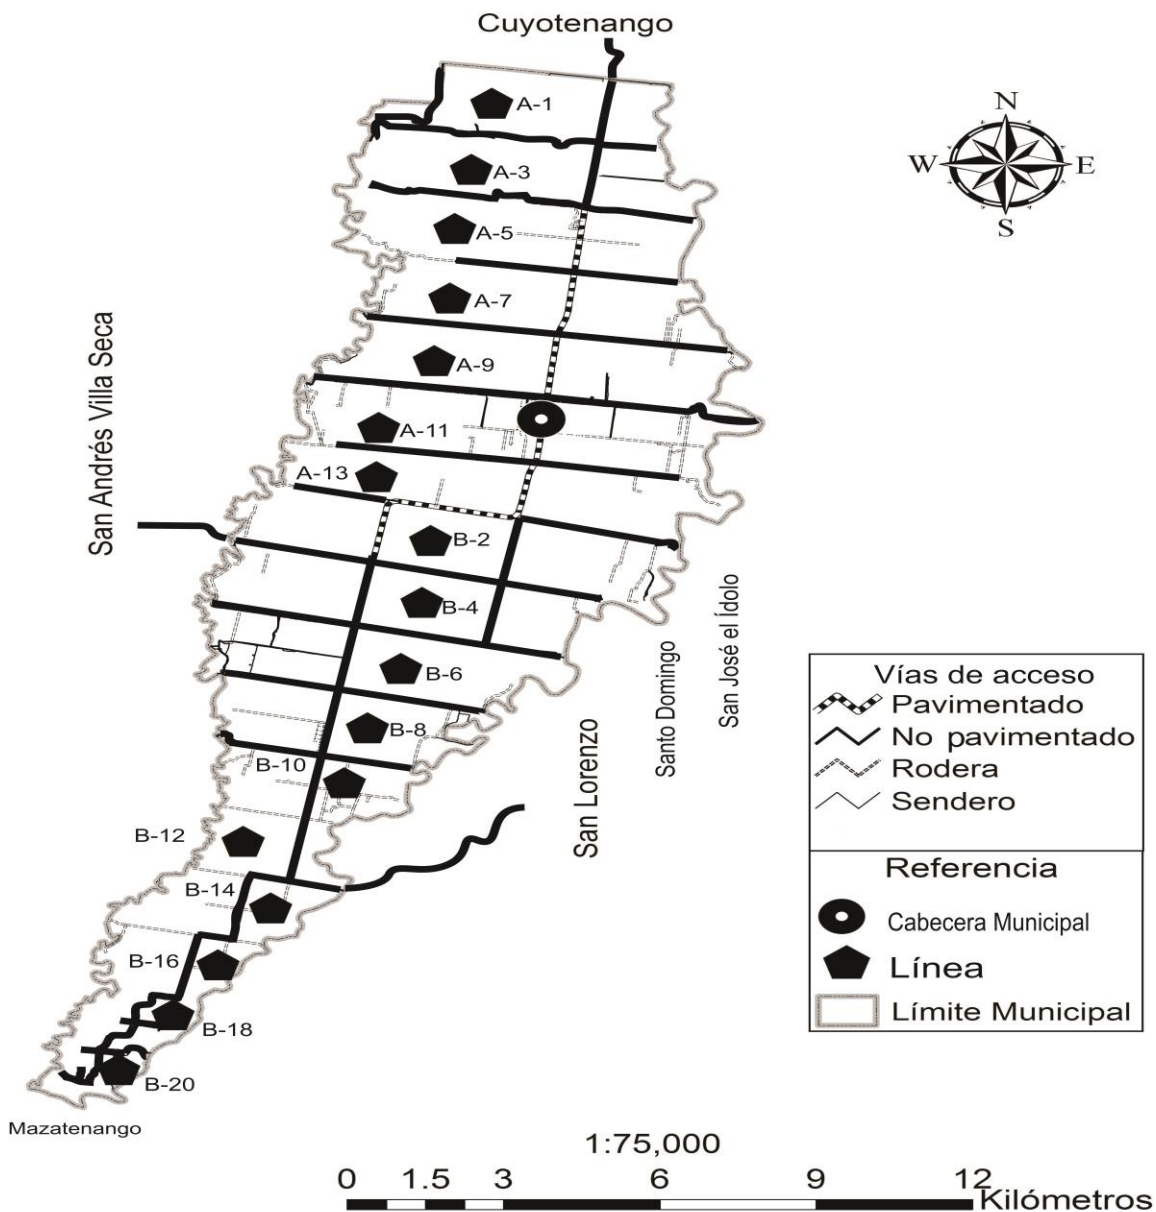 Cuyotenango
N
W
E
S
A-1
A-3
A-5
A-7
A-9
A-11
A-13
B-2
B-4
B-6
B-8
B-10
B-12
B-14
B-16
B-18
B-20
San Andrés Villa Seca
San Lorenzo
Santo Domingo
San José el Ídolo
Mazatenango
Vías de acceso
Pavimentado
No pavimentado
Rodera
Sendero
Referencia
Cabecera Municipal
Línea
Límite Municipal
1:75,000
0 1.5 3 6 9 12
Kilómetros